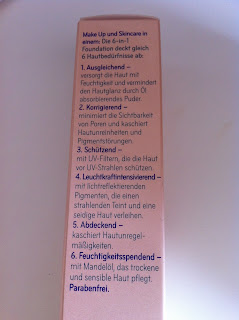 Make Up und Skincare in
einem: Die 6-in-1
Foundation deckt gleich
6 Hautbedürfnisse ab:
1. Ausgleichend –
versorgt die Haut mit
Feuchtigkeit und vermindert
den Hautglanz durch Öl
absorbierendes Puder.
2. Korrigierend –
minimiert die Sichtbarkeit
von Poren und kaschiert
Hautunreinheiten und
Pigmentstörungen.
3. Schützend –
mit UV-Filtern, die die Haut
vor UV-Strahlen schützen.
4. Leuchtkraftintensivierend –
mit lichtreflektierenden
Pigmenten, die einen
strahlenden Teint und eine
seidige Haut verleihen.
5. Abdeckend –
kaschiert Hautunregel-
mäßigkeiten.
6. Feuchtigkeitsspendend –
mit Mandelöl, das trockene
und sensible Haut pflegt.
Parabenfrei.